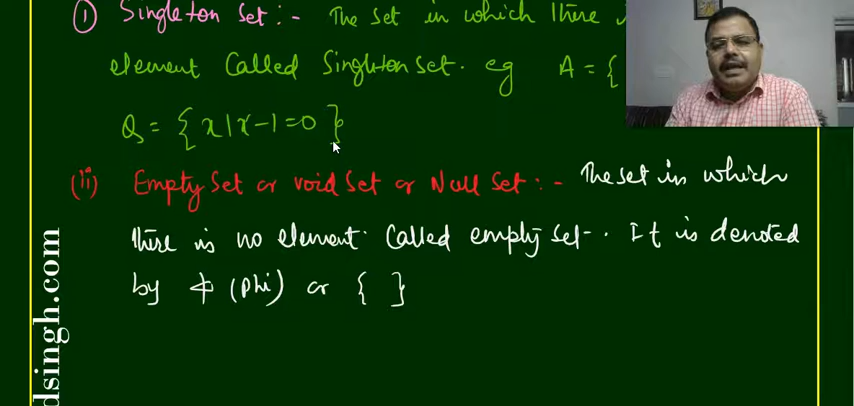 (i) Singleton Set :- The set in which there
element Called Singleton set. eg A = {
Q = { x | x-1=0 }
(ii) Empty Set or void Set or Null Set :- The set in which
there is no element. Called empty set-. It is denoted
by ϕ (Phi) or { }
dsingh.com